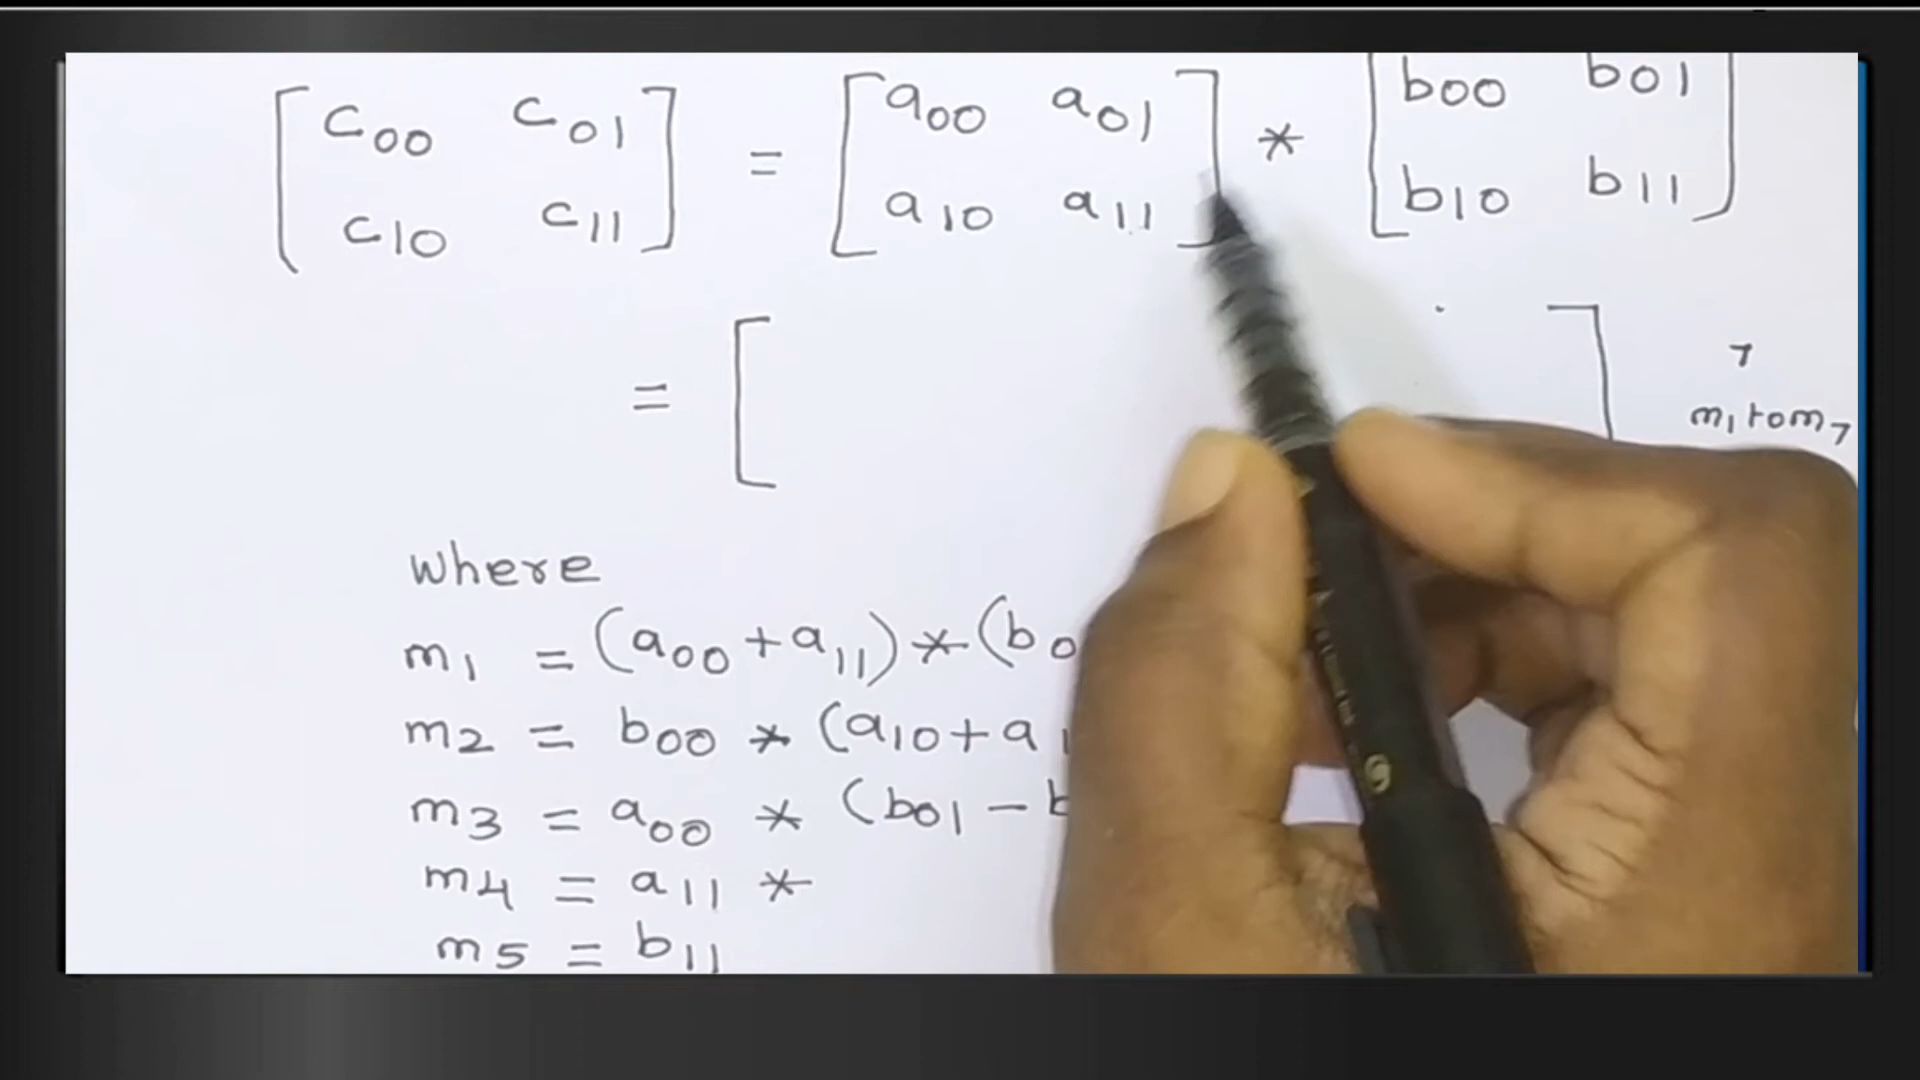 [c00 c01 c10 c11] = [a00 a01 a10 a11] * [b00 b01 b10 b11]
= [ ] 7
m1 to m7
where
m1 = (a00 + a11) * (b0
m2 = b00 * (a10 + a1
m3 = a00 * (b01 - b
m4 = a11 *
m5 = b11